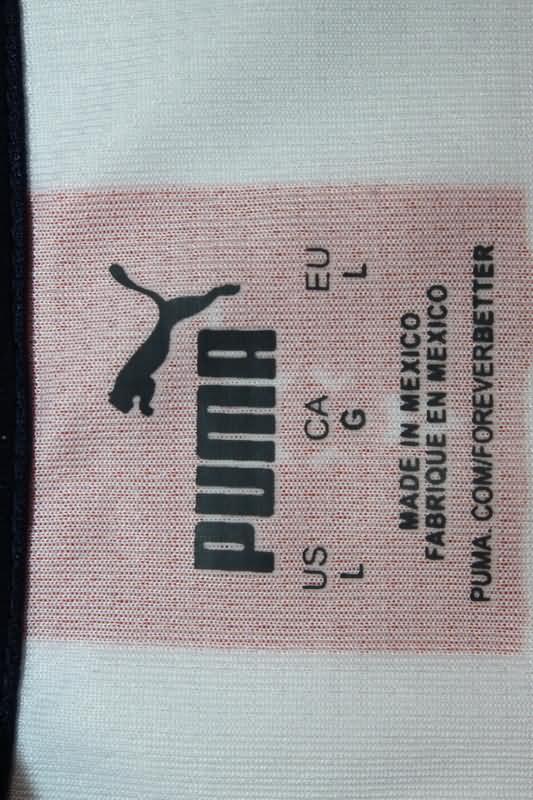 PUMA
US CA EU
L G L
MADE IN MEXICO
FABRIQUE EN MEXICO
PUMA. COM/FOREVERBETTER